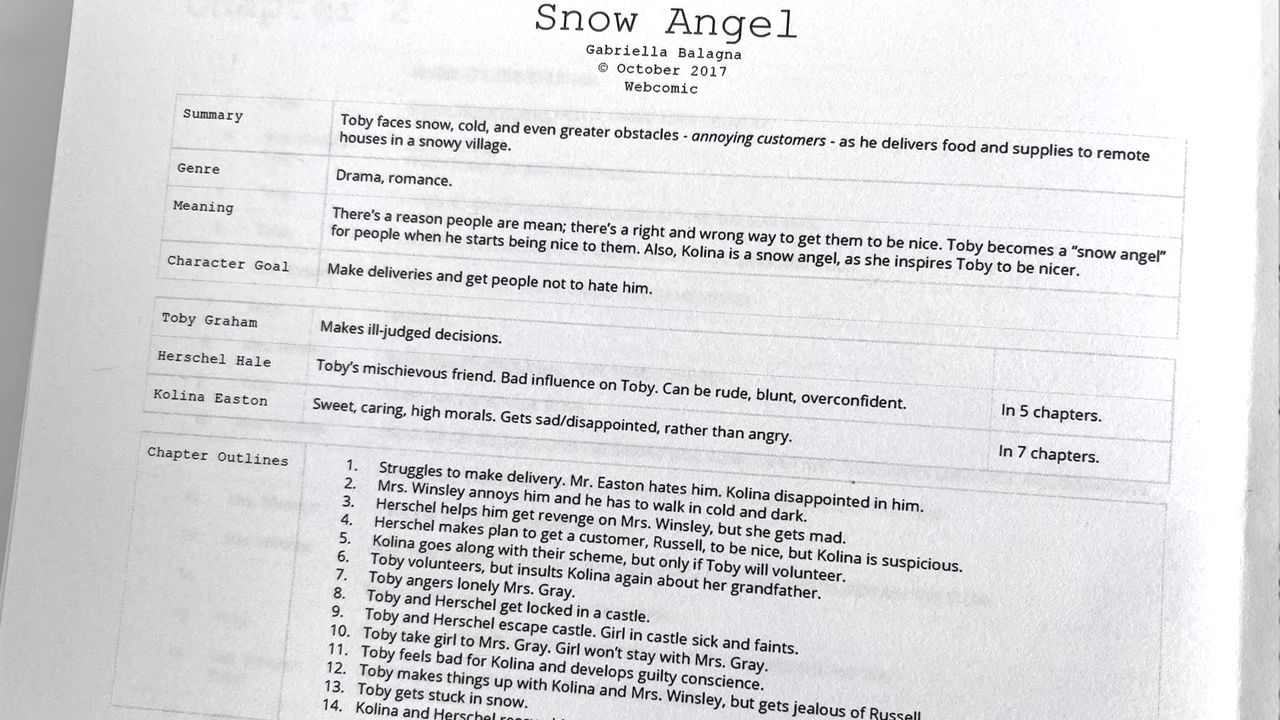 Snow Angel
Gabriella Balagna
© October 2017
Webcomic
Summary
Toby faces snow, cold, and even greater obstacles - annoying customers - as he delivers food and supplies to remote
houses in a snowy village.
Genre
Drama, romance.
Meaning
There's a reason people are mean; there's a right and wrong way to get them to be nice. Toby becomes a “snow angel”
for people when he starts being nice to them. Also, Kolina is a snow angel, as she inspires Toby to be nicer.
Character Goal
Make deliveries and get people not to hate him.
Toby Graham
Makes ill-judged decisions.
Herschel Hale
Toby's mischievous friend. Bad influence on Toby. Can be rude, blunt, overconfident.
In 5 chapters.
Kolina Easton
Sweet, caring, high morals. Gets sad/disappointed, rather than angry.
In 7 chapters.
Chapter Outlines
1. Struggles to make delivery. Mr. Easton hates him. Kolina disappointed in him.
2. Mrs. Winsley annoys him and he has to walk in cold and dark.
3. Herschel helps him get revenge on Mrs. Winsley, but she gets mad.
4. Herschel makes plan to get a customer, Russell, to be nice, but Kolina is suspicious.
5. Kolina goes along with their scheme, but only if Toby will volunteer.
6. Toby volunteers, but insults Kolina again about her grandfather.
7. Toby angers lonely Mrs. Gray.
8. Toby and Herschel get locked in a castle.
9. Toby and Herschel escape castle. Girl in castle sick and faints.
10. Toby take girl to Mrs. Gray. Girl won't stay with Mrs. Gray.
11. Toby feels bad for Kolina and develops guilty conscience.
12. Toby makes things up with Kolina and Mrs. Winsley, but gets jealous of Russell
13. Toby gets stuck in snow.
14. Kolina and Herschel